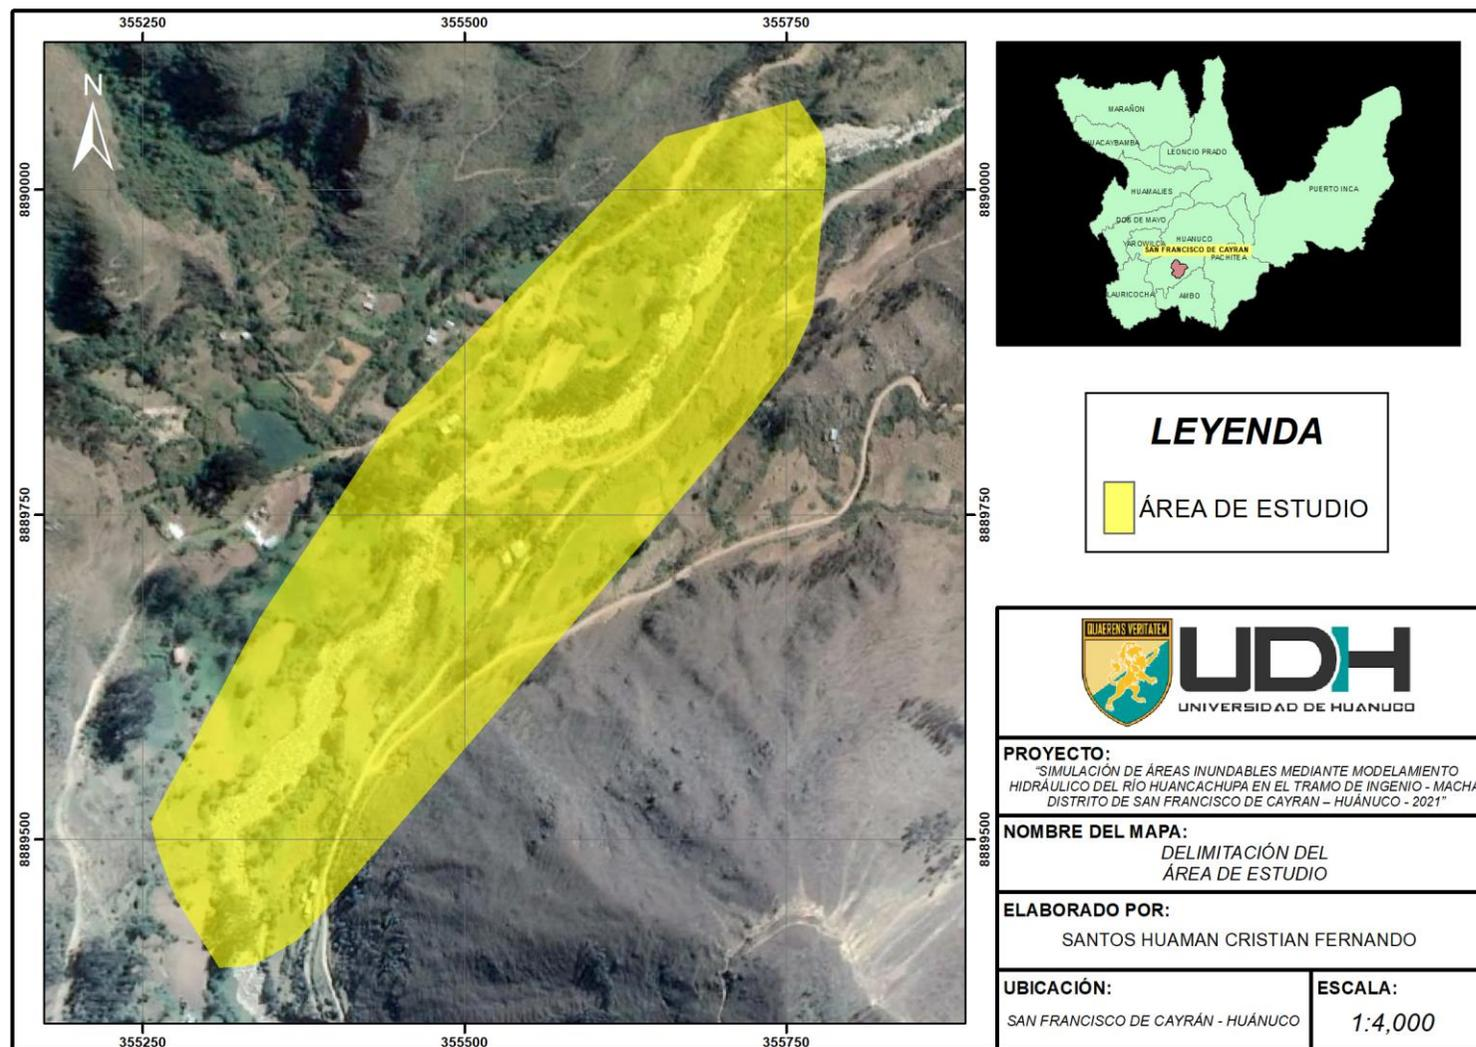 355250
355500
355750
N
8890000
8890000
8889750
8889750
8889500
8889500
355250
355500
355750
MARAÑON
HUACAYBAMBA
LEONCIO PRADO
HUAMALIES
PUERTO INCA
DOS DE MAYO
YAROWILCA
HUANUCO
SAN FRANCISCO DE CAYRAN
PACHITEA
LAURICOCHA
AMBO
LEYENDA
ÁREA DE ESTUDIO
QUAERENS VERITATEM
UDH
UNIVERSIDAD DE HUANUCO
PROYECTO:
"SIMULACIÓN DE ÁREAS INUNDABLES MEDIANTE MODELAMIENTO
HIDRÁULICO DEL RÍO HUANCACHUPA EN EL TRAMO DE INGENIO - MACHA
DISTRITO DE SAN FRANCISCO DE CAYRAN – HUÁNUCO - 2021"
NOMBRE DEL MAPA:
DELIMITACIÓN DEL
ÁREA DE ESTUDIO
ELABORADO POR:
SANTOS HUAMAN CRISTIAN FERNANDO
UBICACIÓN:
SAN FRANCISCO DE CAYRÁN - HUÁNUCO
ESCALA:
1:4,000